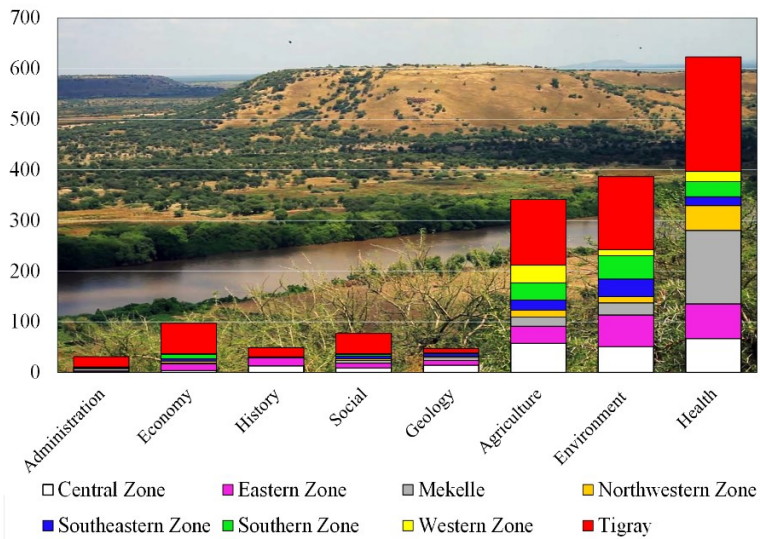 700
600
500
400
300
200
100
0
Administration
Economy
History
Social
Geology
Agriculture
Environment
Health
Central Zone Eastern Zone Mekelle Northwestern Zone
Southeastern Zone Southern Zone Western Zone Tigray